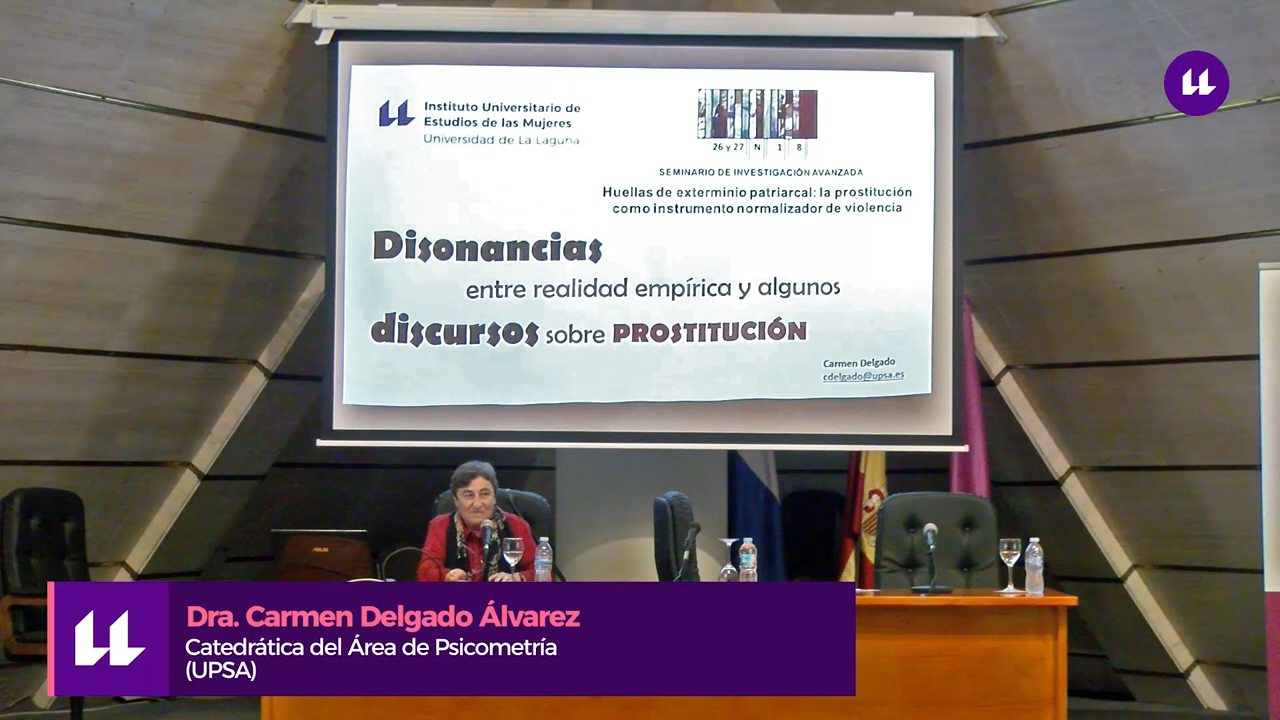 Instituto Universitario de
Estudios de las Mujeres
Universidad de La Laguna
26 y 27 N 1 8
SEMINARIO DE INVESTIGACIÓN AVANZADA
Huellas de exterminio patriarcal: la prostitución
como instrumento normalizador de violencia
Disonancias
entre realidad empírica y algunos
discursos sobre PROSTITUCIÓN
Carmen Delgado
cdelgado@upsa.es
ASUS
Dra. Carmen Delgado Álvarez
Catedrática del Área de Psicometría
(UPSA)